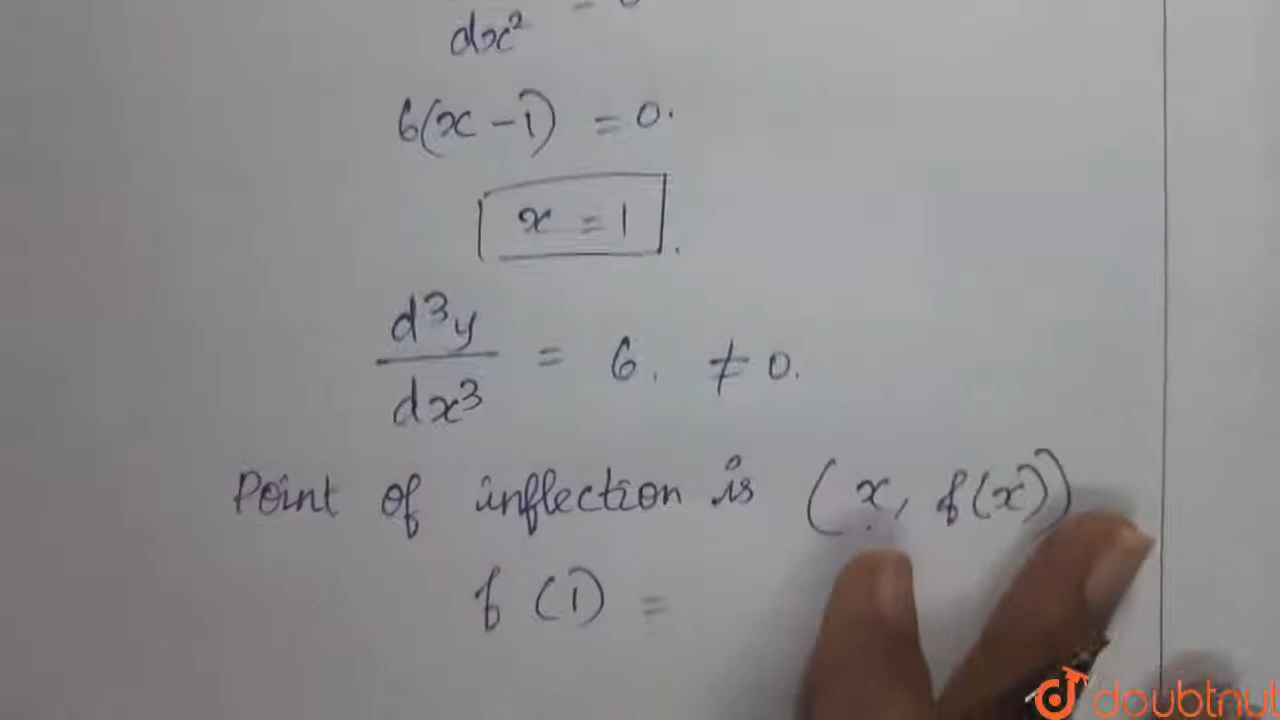 dx²
6(x-1) = 0.
x = 1.
d³y
dx³
= 6. ≠ 0.
Point of inflection is (x, f(x))
f(1) =
doubtnut